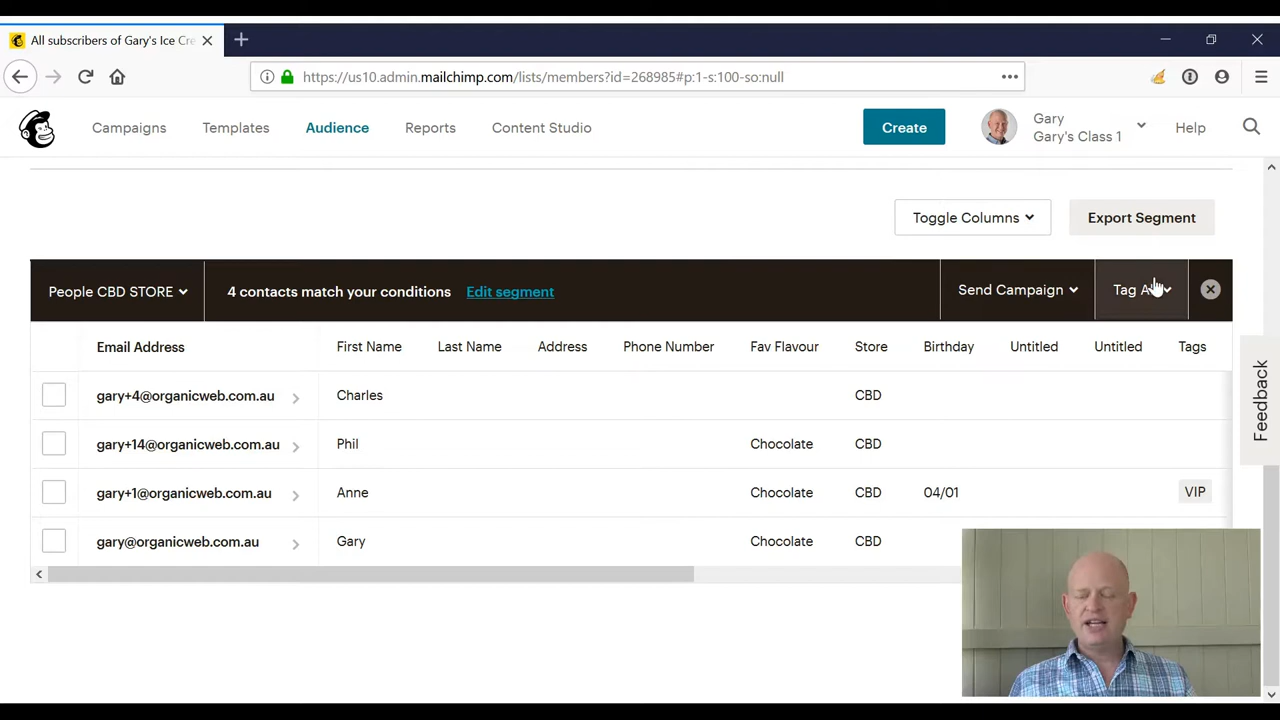 All subscribers of Gary's Ice Cre
https://us10.admin.mailchimp.com/lists/members?id=268985#p:1-s:100-so:null
Campaigns Templates Audience Reports Content Studio Create Gary Help
Gary's Class 1
Toggle Columns Export Segment
People CBD STORE 4 contacts match your conditions Edit segment Send Campaign Tag
Email Address First Name Last Name Address Phone Number Fav Flavour Store Birthday Untitled Untitled Tags
gary+4@organicweb.com.au Charles CBD
gary+14@organicweb.com.au Phil Chocolate CBD
gary+1@organicweb.com.au Anne Chocolate CBD 04/01 VIP
gary@organicweb.com.au Gary Chocolate CBD
Feedback